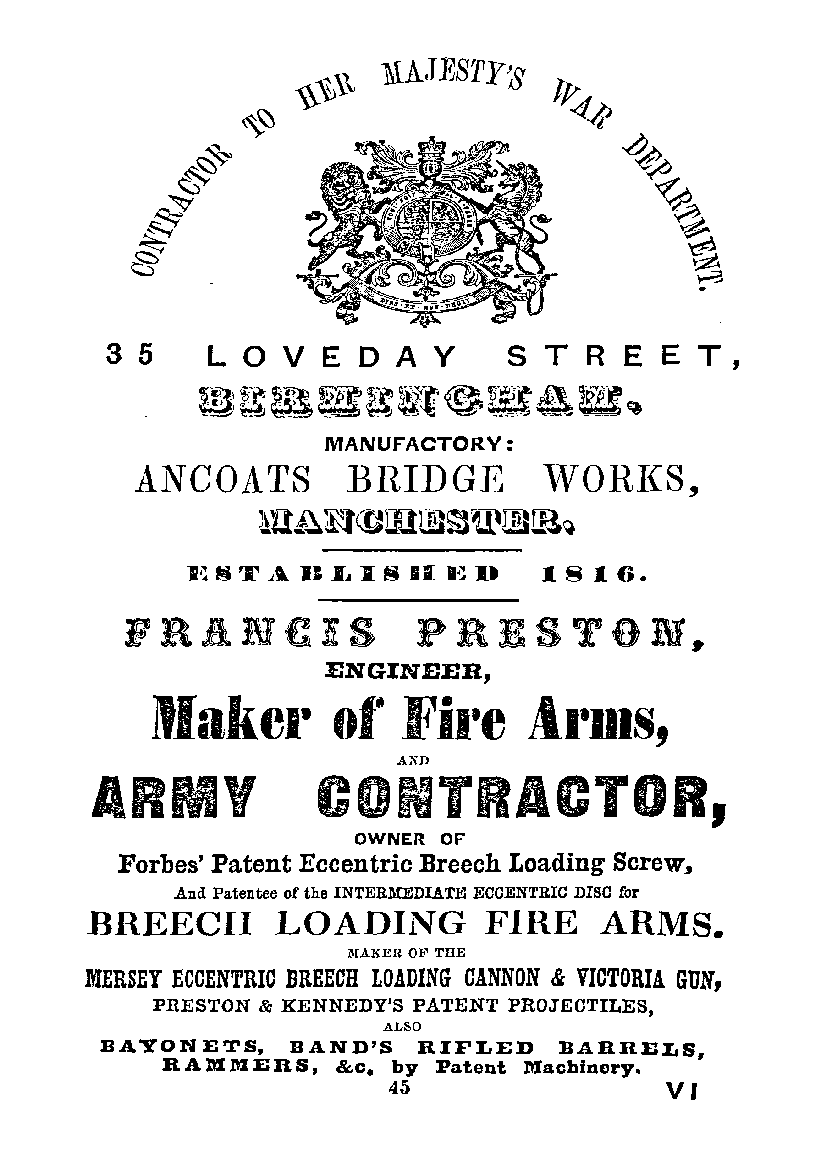 CONTRACTOR TO HER MAJESTY'S WAR DEPARTMENT.
35 LOVEDAY STREET,
BIRMINGHAM.
MANUFACTORY:
ANCOATS BRIDGE WORKS,
MANCHESTER.
ESTABLISHED 1816.
FRANCIS PRESTON,
ENGINEER,
Maker of Fire Arms,
AND
ARMY CONTRACTOR,
OWNER OF
Forbes' Patent Eccentric Breech Loading Screw,
And Patentee of the INTERMEDIATE ECCENTRIC DISC for
BREECH LOADING FIRE ARMS.
MAKER OF THE
MERSEY ECCENTRIC BREECH LOADING CANNON & VICTORIA GUN,
PRESTON & KENNEDY'S PATENT PROJECTILES,
ALSO
BAYONETS, BAND'S RIFLED BARRELS,
RAMMERS, &c. by Patent Machinery.
45 VI